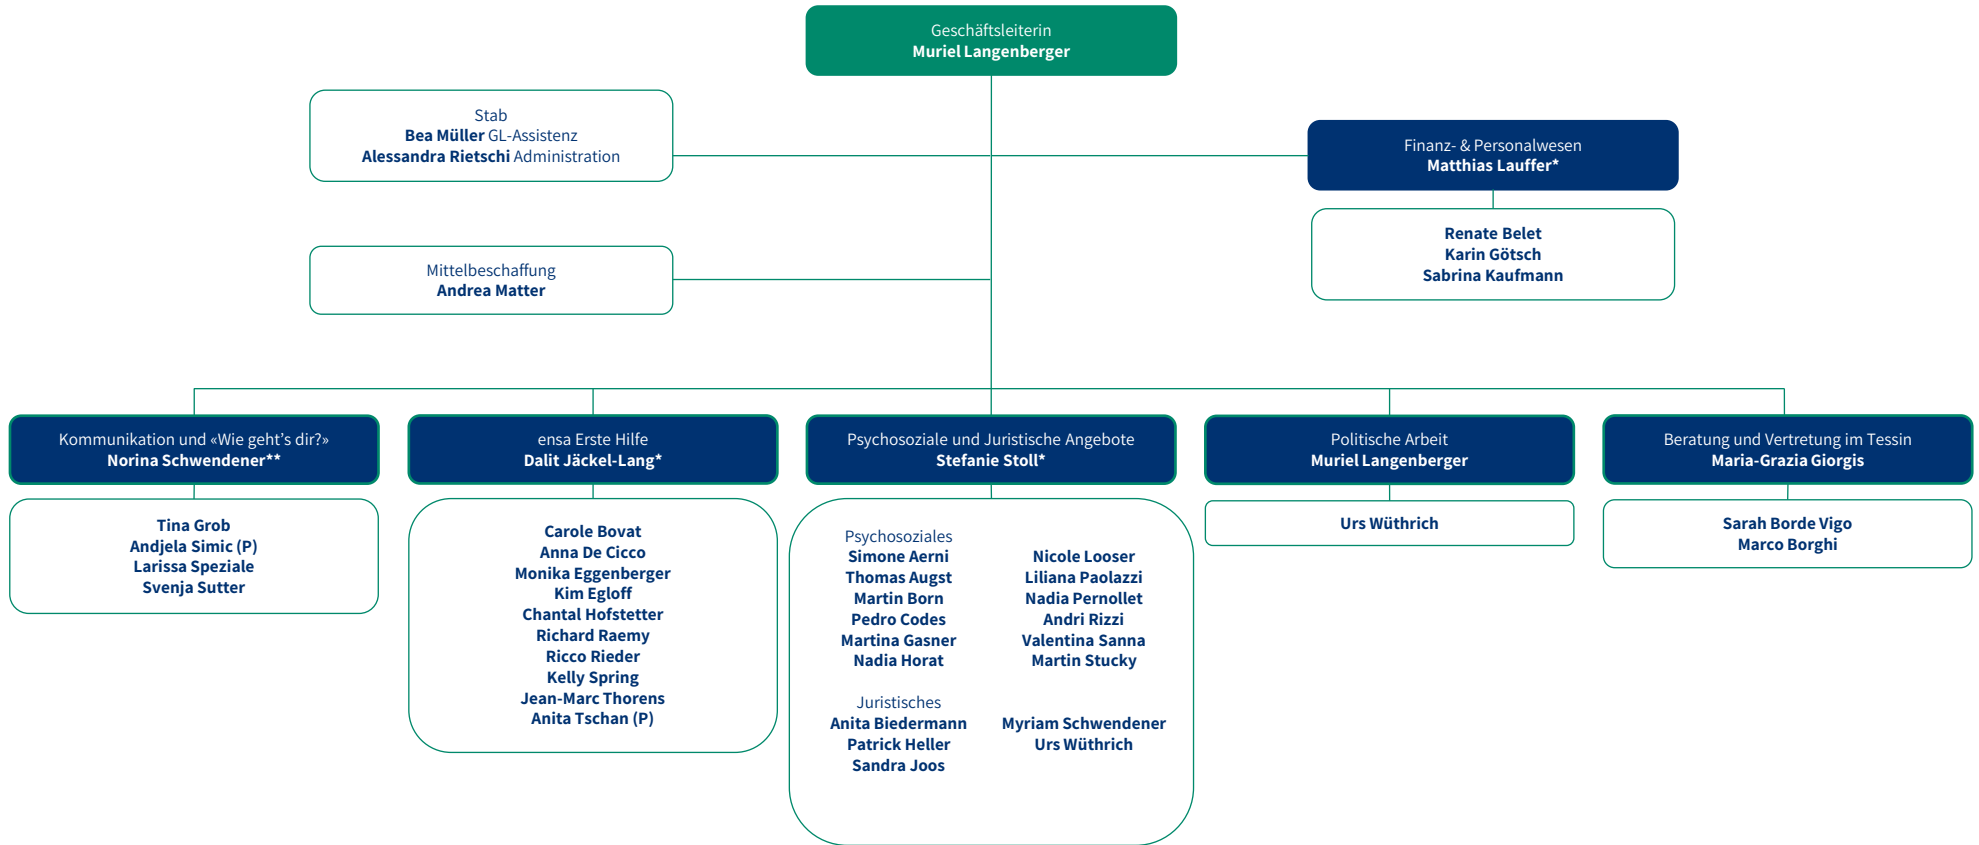 Geschäftsleiterin
Muriel Langenberger
Stab
Bea Müller GL-Assistenz
Alessandra Rietschi Administration
Finanz- & Personalwesen
Matthias Lauffer*
Renate Belet
Karin Götsch
Sabrina Kaufmann
Mittelbeschaffung
Andrea Matter
Kommunikation und «Wie geht's dir?»
Norina Schwendener**
Tina Grob
Andjela Simic (P)
Larissa Speziale
Svenja Sutter
ensa Erste Hilfe
Dalit Jäckel-Lang*
Carole Bovat
Anna De Cicco
Monika Eggenberger
Kim Egloff
Chantal Hofstetter
Richard Raemy
Ricco Rieder
Kelly Spring
Jean-Marc Thorens
Anita Tschan (P)
Psychosoziale und Juristische Angebote
Stefanie Stoll*
Psychosoziales
Simone Aerni
Thomas Augst
Martin Born
Pedro Codes
Martina Gasner
Nadia Horat
Nicole Looser
Liliana Paolazzi
Nadia Pernollet
Andri Rizzi
Valentina Sanna
Martin Stucky
Juristisches
Anita Biedermann
Patrick Heller
Sandra Joos
Myriam Schwendener
Urs Wüthrich
Politische Arbeit
Muriel Langenberger
Urs Wüthrich
Beratung und Vertretung im Tessin
Maria-Grazia Giorgis
Sarah Borde Vigo
Marco Borghi